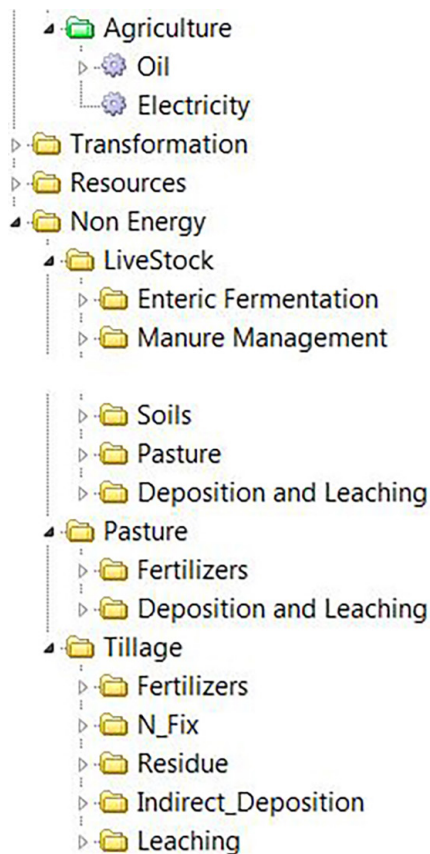 Agriculture
Oil
Electricity
Transformation
Resources
Non Energy
LiveStock
Enteric Fermentation
Manure Management
Soils
Pasture
Deposition and Leaching
Pasture
Fertilizers
Deposition and Leaching
Tillage
Fertilizers
N_Fix
Residue
Indirect_Deposition
Leaching